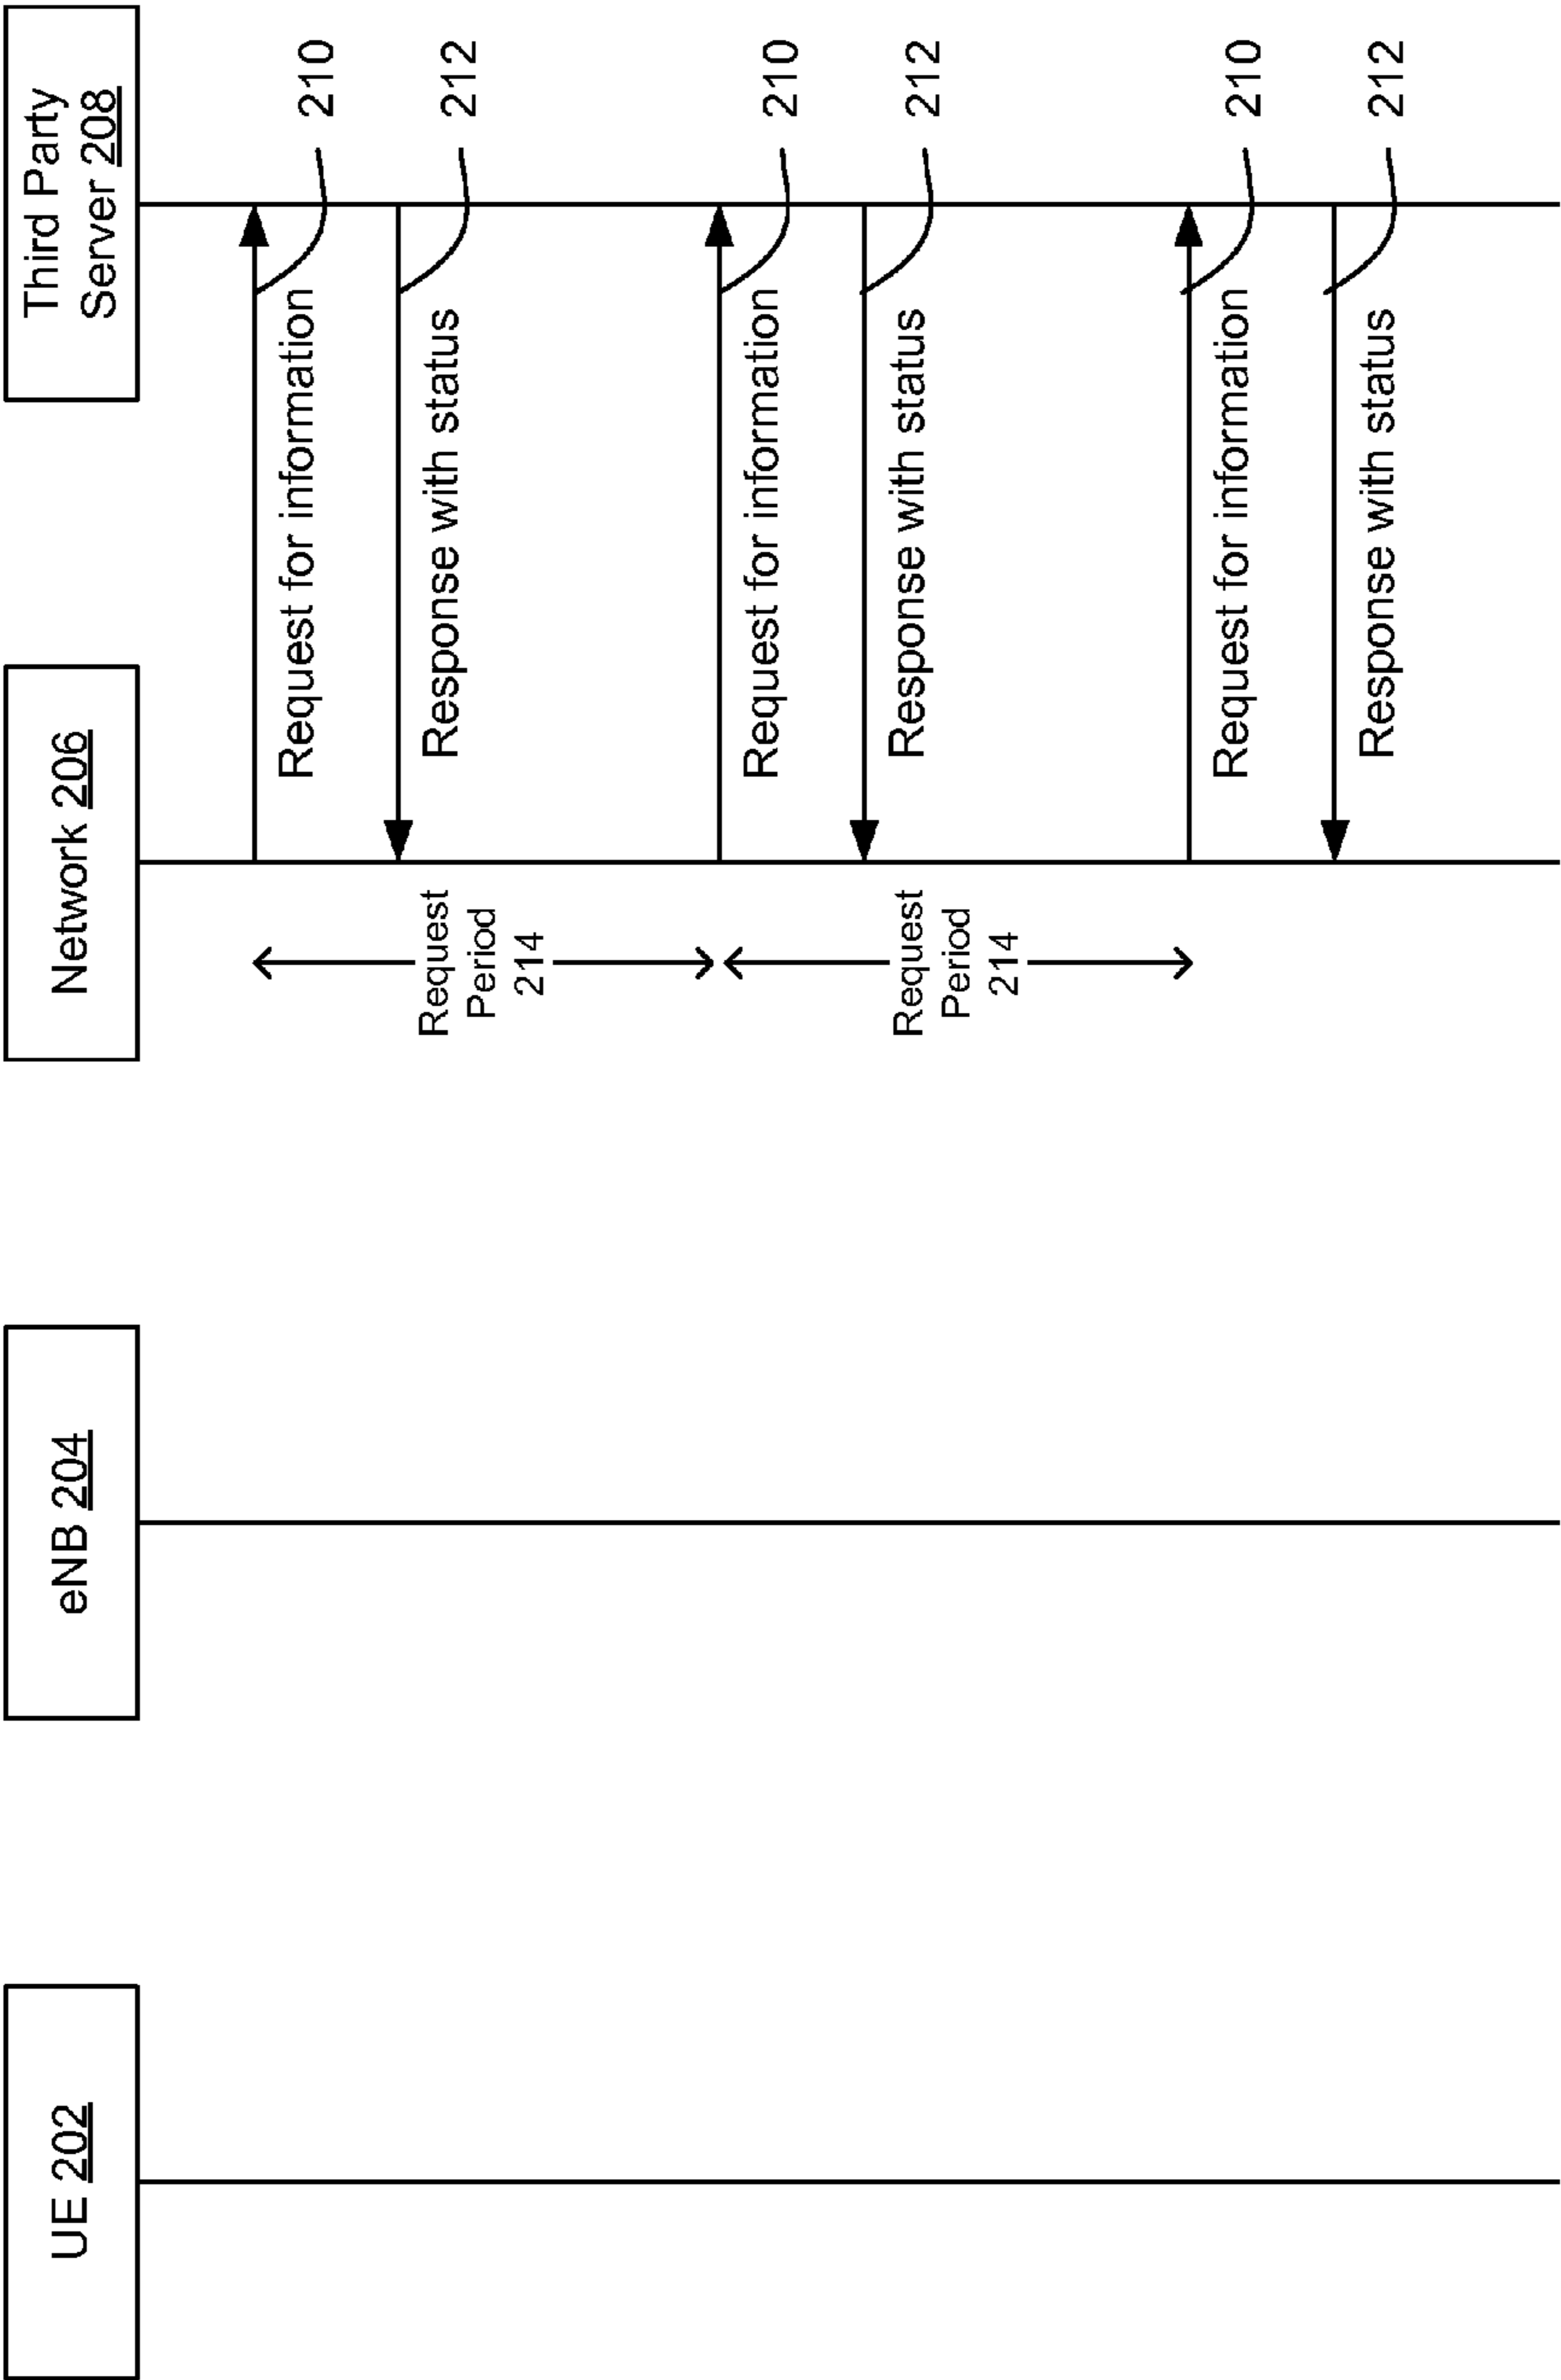 UE 202
eNB 204
Network 206
Third Party
Server 208
Request for information
210
Response with status
212
Request
Period
214
Request for information
210
Response with status
212
Request
Period
214
Request for information
210
Response with status
212